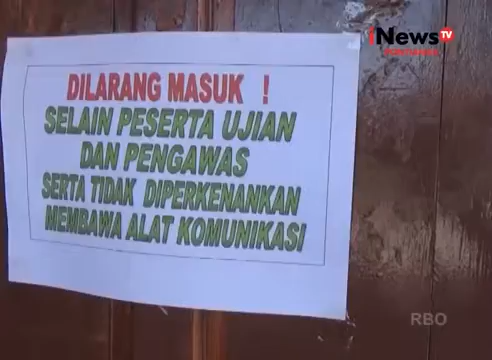 iNews TV
DILARANG MASUK !
SELAIN PESERTA UJIAN
DAN PENGAWAS
SERTA TIDAK DIPERKENANKAN
MEMBAWA ALAT KOMUNIKASI
RBO